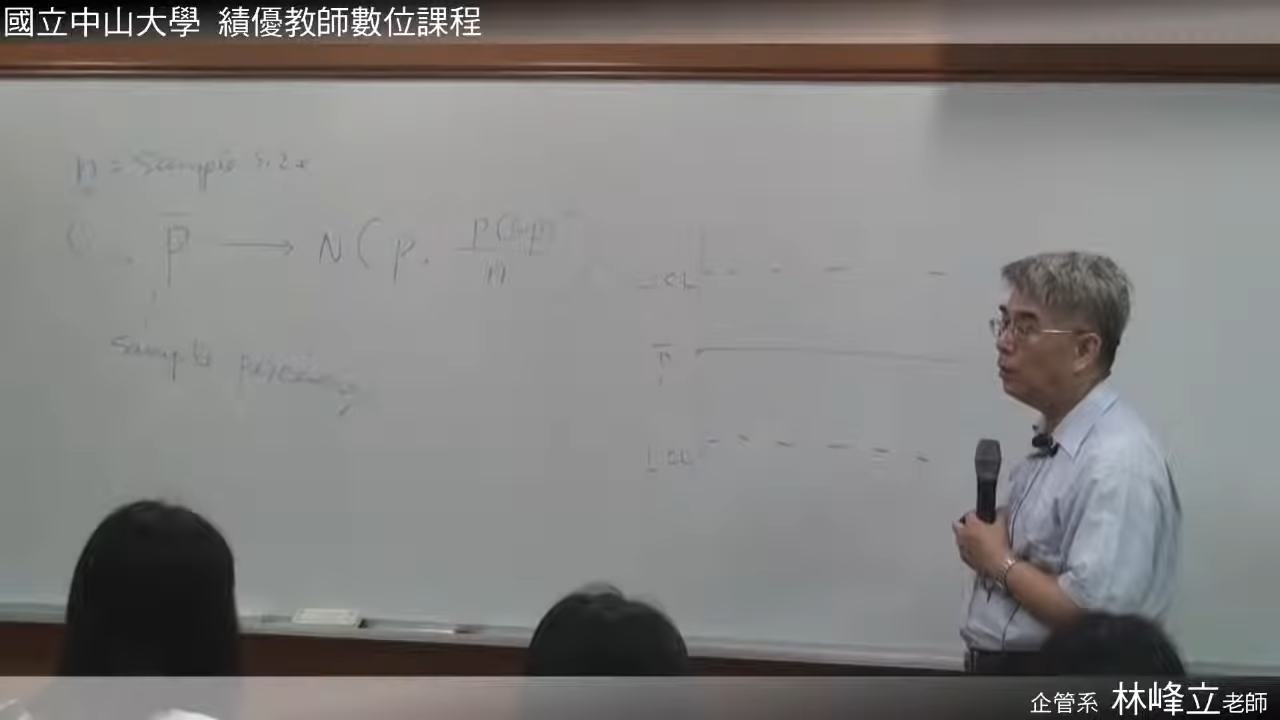 國立中山大學 績優教師數位課程
n = Sample size
p̄ → N(p, p(1-p)/n
UCL
p̄
Sample
LCL
企管系 林峰立老師